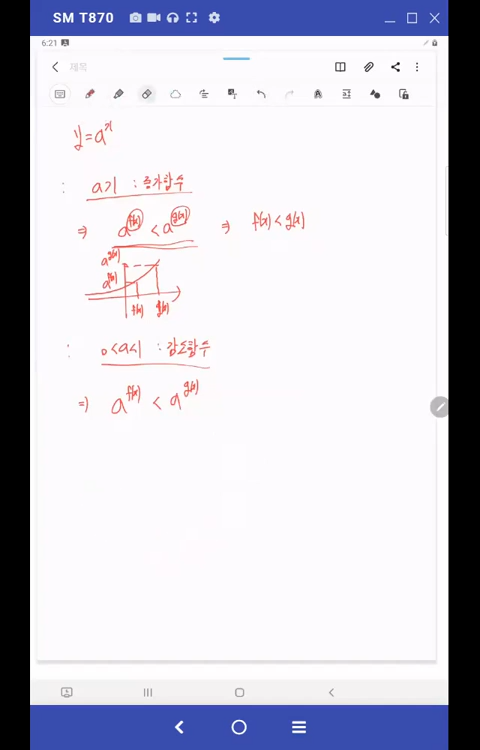 SM T870
6:21
제목
y=a^x
: a>1 : 증가함수
⇒ a^f(x) < a^g(x) ⇒ f(x) < g(x)
a^g(x)
a^f(x)
f(x) g(x)
: 0<a<1 : 감소함수
⇒ a^f(x) < a^g(x)